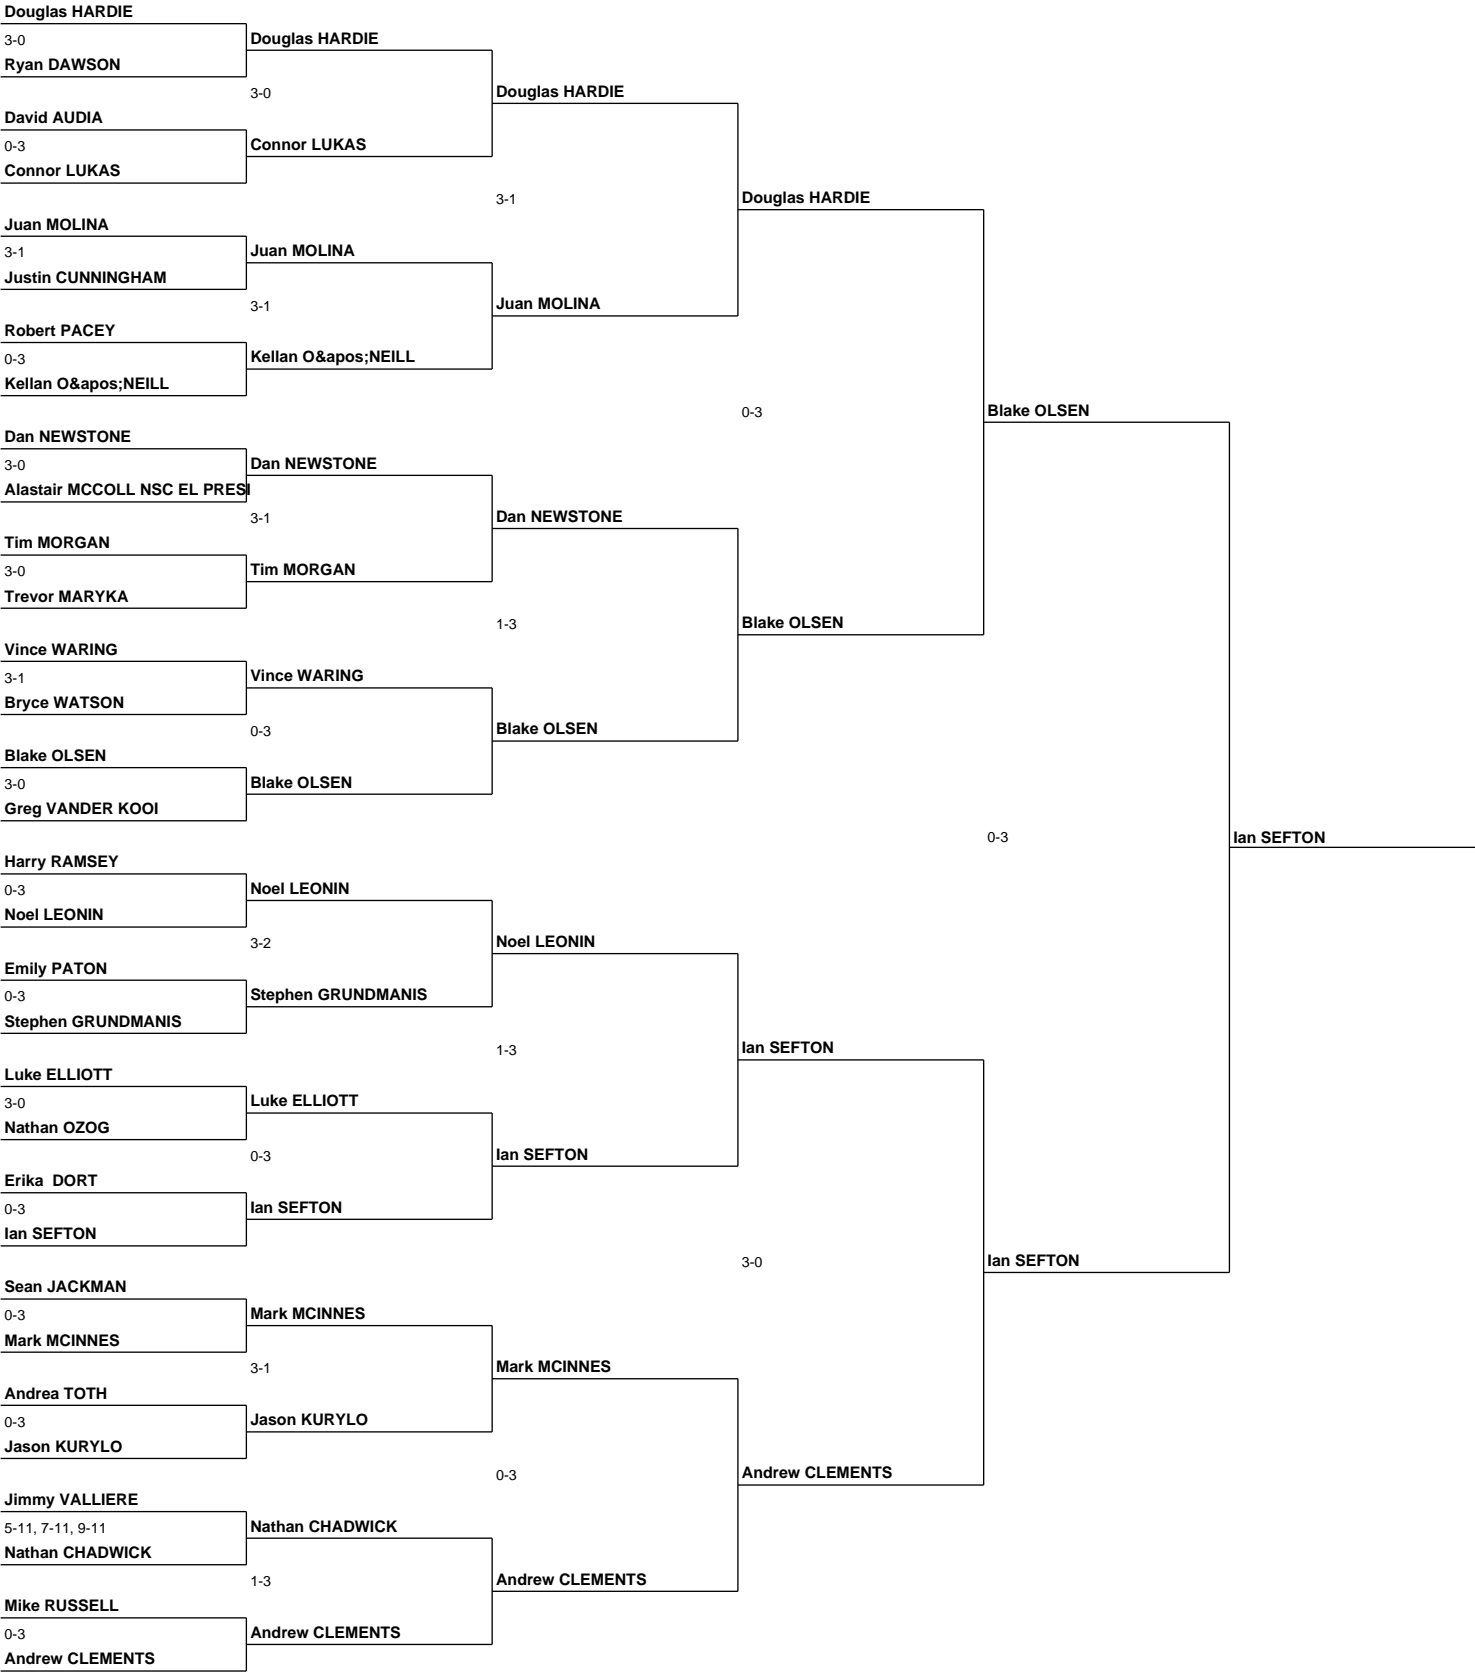 Douglas HARDIE
3-0
Douglas HARDIE
Ryan DAWSON
3-0
Douglas HARDIE
David AUDIA
0-3
Connor LUKAS
Connor LUKAS
3-1
Douglas HARDIE
Juan MOLINA
3-1
Juan MOLINA
Justin CUNNINGHAM
3-1
Juan MOLINA
Robert PACEY
0-3
Kellan O&apos;NEILL
Kellan O&apos;NEILL
0-3
Blake OLSEN
Dan NEWSTONE
3-0
Dan NEWSTONE
Alastair MCCOLL NSC EL PRESI
3-1
Dan NEWSTONE
Tim MORGAN
3-0
Tim MORGAN
Trevor MARYKA
1-3
Blake OLSEN
Vince WARING
3-1
Vince WARING
Bryce WATSON
0-3
Blake OLSEN
Blake OLSEN
3-0
Blake OLSEN
Greg VANDER KOOI
0-3
Ian SEFTON
Harry RAMSEY
0-3
Noel LEONIN
Noel LEONIN
3-2
Noel LEONIN
Emily PATON
0-3
Stephen GRUNDMANIS
Stephen GRUNDMANIS
1-3
Ian SEFTON
Luke ELLIOTT
3-0
Luke ELLIOTT
Nathan OZOG
0-3
Ian SEFTON
Erika  DORT
0-3
Ian SEFTON
Ian SEFTON
3-0
Ian SEFTON
Sean JACKMAN
0-3
Mark MCINNES
Mark MCINNES
3-1
Mark MCINNES
Andrea TOTH
0-3
Jason KURYLO
Jason KURYLO
0-3
Andrew CLEMENTS
Jimmy VALLIERE
5-11, 7-11, 9-11
Nathan CHADWICK
Nathan CHADWICK
1-3
Andrew CLEMENTS
Mike RUSSELL
0-3
Andrew CLEMENTS
Andrew CLEMENTS